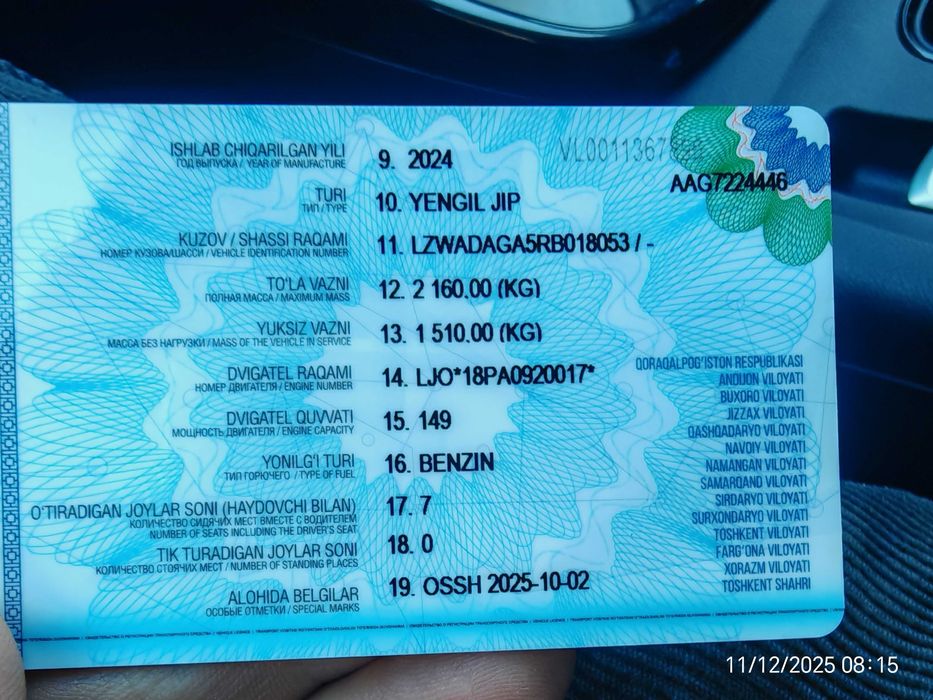 ISHLAB CHIQARILGAN YILI
ГОД ВЫПУСКА / YEAR OF MANUFACTURE
9. 2024
VL0011367
AAG7224446
TURI
ТИП / TYPE
10. YENGIL JIP
KUZOV / SHASSI RAQAMI
НОМЕР КУЗОВА/ШАССИ / VEHICLE IDENTIFICATION NUMBER
11. LZWADAGA5RB018053 / -
TO'LA VAZNI
ПОЛНАЯ МАССА / MAXIMUM MASS
12. 2 160.00 (KG)
YUKSIZ VAZNI
МАССА БЕЗ НАГРУЗКИ / MASS OF THE VEHICLE IN SERVICE
13. 1 510.00 (KG)
DVIGATEL RAQAMI
НОМЕР ДВИГАТЕЛЯ / ENGINE NUMBER
14. LJO*18PA0920017*
DVIGATEL QUVVATI
МОЩНОСТЬ ДВИГАТЕЛЯ / ENGINE CAPACITY
15. 149
YONILG'I TURI
ТИП ГОРЮЧЕГО / TYPE OF FUEL
16. BENZIN
O'TIRADIGAN JOYLAR SONI (HAYDOVCHI BILAN)
КОЛИЧЕСТВО СИДЯЧИХ МЕСТ ВМЕСТЕ С ВОДИТЕЛЕМ
NUMBER OF SEATS INCLUDING THE DRIVER'S SEAT
17. 7
TIK TURADIGAN JOYLAR SONI
КОЛИЧЕСТВО СТОЯЧИХ МЕСТ / NUMBER OF STANDING PLACES
18. 0
ALOHIDA BELGILAR
ОСОБЫЕ ОТМЕТКИ / SPECIAL MARKS
19. OSSH 2025-10-02
QORAQALPOG'ISTON RESPUBLIKASI
ANDIJON VILOYATI
BUXORO VILOYATI
JIZZAX VILOYATI
QASHQADARYO VILOYATI
NAVOIY VILOYATI
NAMANGAN VILOYATI
SAMARQAND VILOYATI
SIRDARYO VILOYATI
SURXONDARYO VILOYATI
TOSHKENT VILOYATI
FARG'ONA VILOYATI
XORAZM VILOYATI
TOSHKENT SHAHRI
11/12/2025 08:15